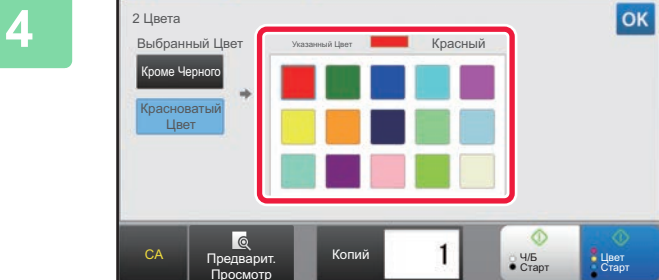 4
2 Цвета
OK
Выбранный Цвет
Указанный Цвет
Красный
Кроме Черного
Красноватый
Цвет
CA
Предварит.
Просмотр
Копий
1
Ч/Б
Старт
Цвет
Старт